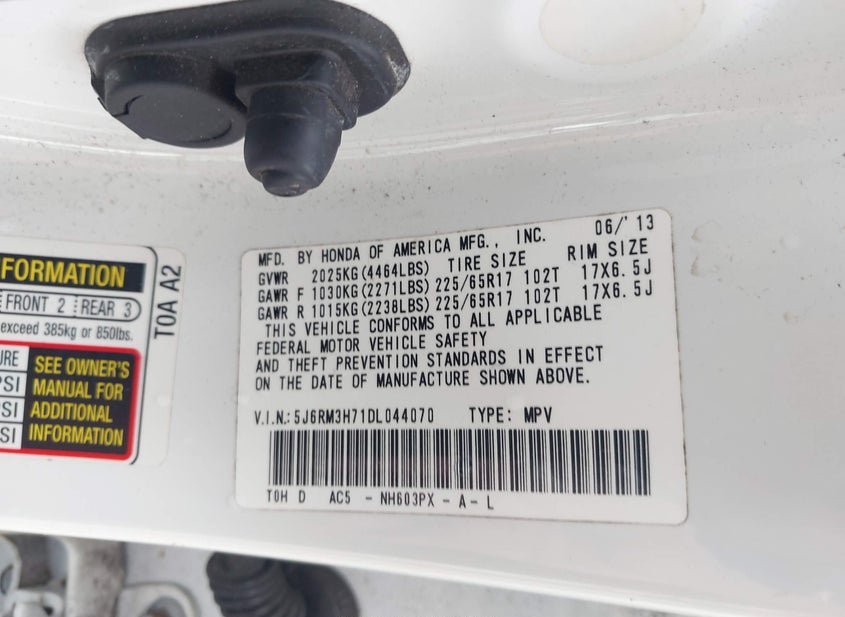 FORMATION
FRONT 2 REAR 3
exceed 385kg or 850lbs.
SEE OWNER'S
MANUAL FOR
ADDITIONAL
INFORMATION
URE
PSI
PSI
SI
T0A A2
MFD. BY HONDA OF AMERICA MFG., INC. 06/'13
GVWR 2025KG(4464LBS) TIRE SIZE RIM SIZE
GAWR F 1030KG(2271LBS) 225/65R17 102T 17X6.5J
GAWR R 1015KG(2238LBS) 225/65R17 102T 17X6.5J
THIS VEHICLE CONFORMS TO ALL APPLICABLE
FEDERAL MOTOR VEHICLE SAFETY
AND THEFT PREVENTION STANDARDS IN EFFECT
ON THE DATE OF MANUFACTURE SHOWN ABOVE.
V.I.N.: 5J6RM3H71DL044070 TYPE: MPV
T0H D AC5 - NH603PX - A - L